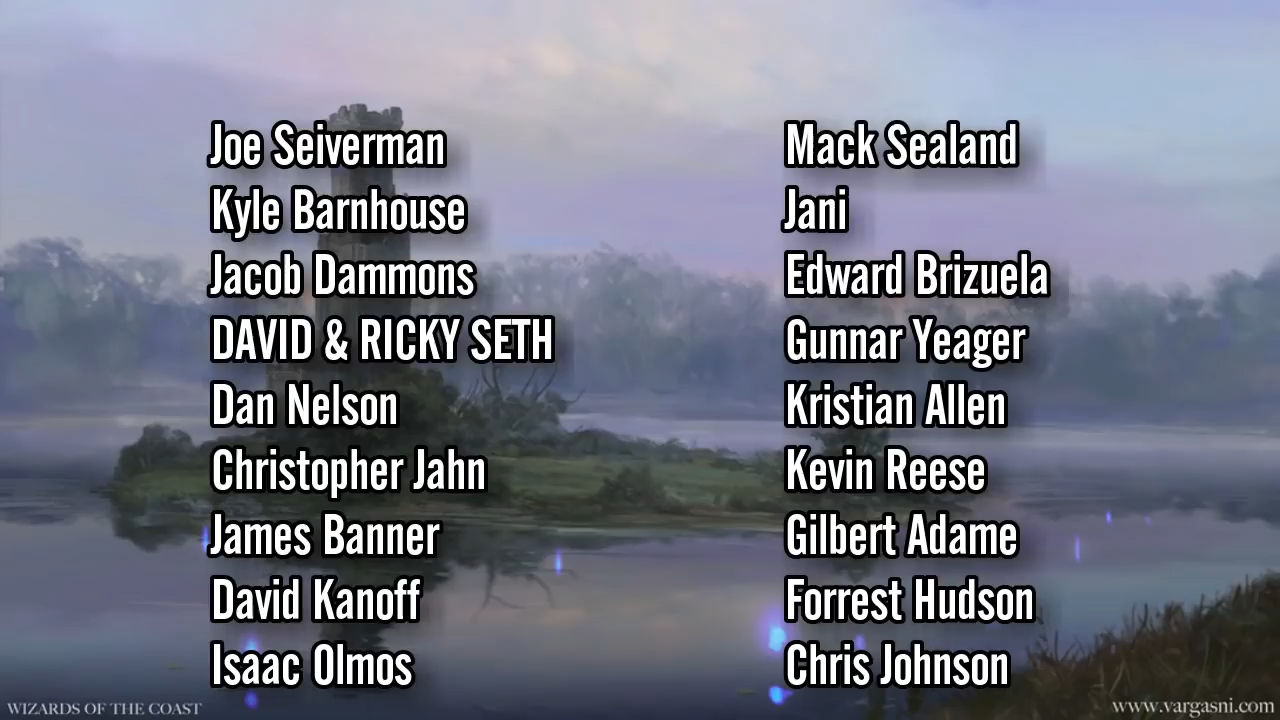 Joe Seiverman
Kyle Barnhouse
Jacob Dammons
DAVID & RICKY SETH
Dan Nelson
Christopher Jahn
James Banner
David Kanoff
Isaac Olmos
Mack Sealand
Jani
Edward Brizuela
Gunnar Yeager
Kristian Allen
Kevin Reese
Gilbert Adame
Forrest Hudson
Chris Johnson
WIZARDS OF THE COAST
www.vargasni.com